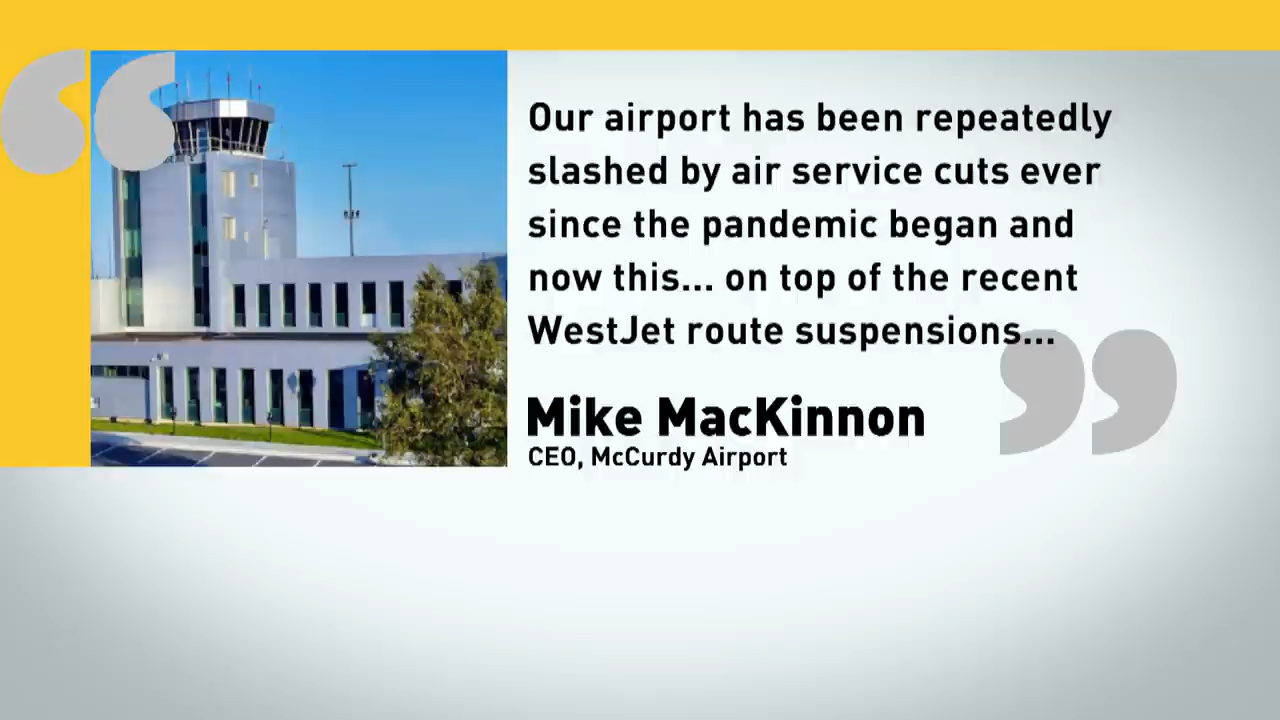 Our airport has been repeatedly
slashed by air service cuts ever
since the pandemic began and
now this... on top of the recent
WestJet route suspensions...
Mike MacKinnon
CEO, McCurdy Airport